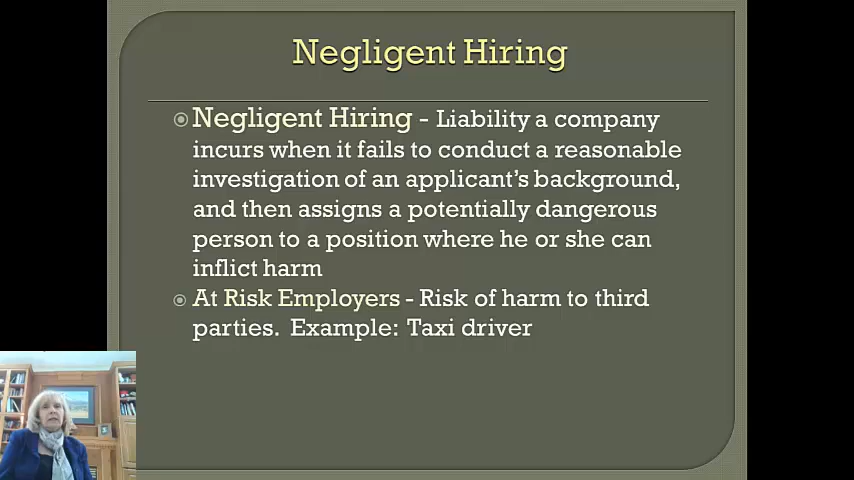 Negligent Hiring
Negligent Hiring - Liability a company
incurs when it fails to conduct a reasonable
investigation of an applicant's background,
and then assigns a potentially dangerous
person to a position where he or she can
inflict harm
At Risk Employers - Risk of harm to third
parties. Example: Taxi driver